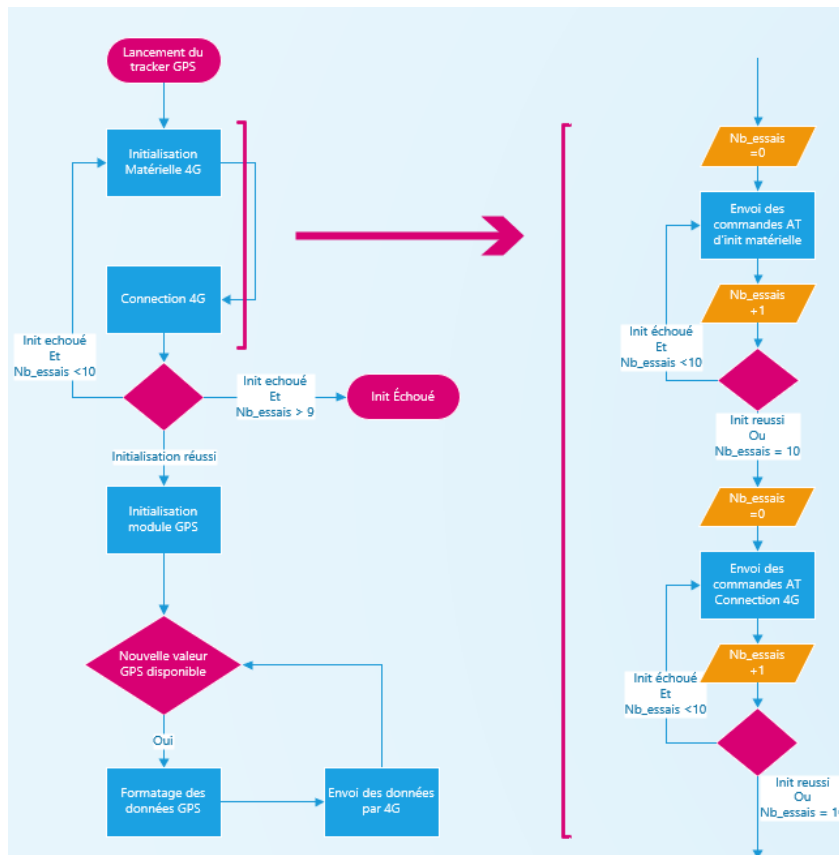 Lancement du
tracker GPS
Initialisation
Matérielle 4G
Connection 4G
Init echoué
Et
Nb_essais <10
Init echoué
Et
Nb_essais > 9
Init Échoué
Initialisation réussi
Initialisation
module GPS
Nouvelle valeur
GPS disponible
Oui
Formatage des
données GPS
Envoi des données
par 4G
Nb_essais
=0
Envoi des
commandes AT
d'init matérielle
Nb_essais
+1
Init échoué
Et
Nb_essais <10
Init reussi
Ou
Nb_essais = 10
Nb_essais
=0
Envoi des
commandes AT
Connection 4G
Nb_essais
+1
Init échoué
Et
Nb_essais <10
Init reussi
Ou
Nb_essais = 1